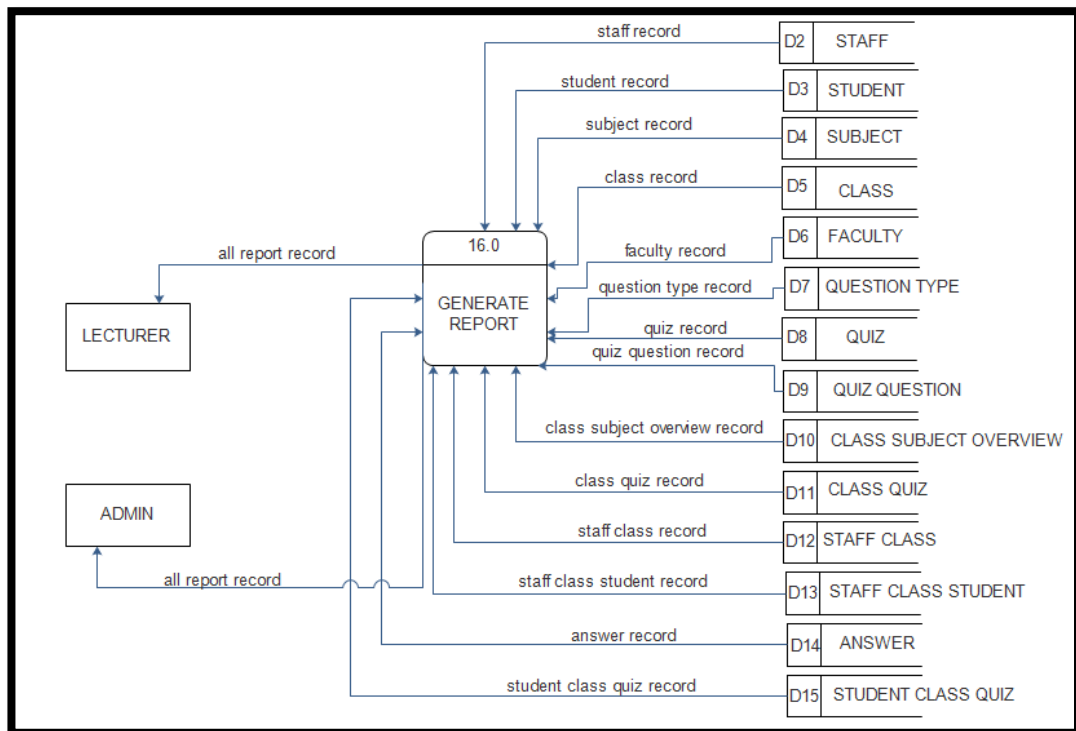 staff record
D2 STAFF
student record
D3 STUDENT
subject record
D4 SUBJECT
class record
D5 CLASS
faculty record
D6 FACULTY
question type record
D7 QUESTION TYPE
quiz record
D8 QUIZ
quiz question record
D9 QUIZ QUESTION
16.0
GENERATE
REPORT
all report record
LECTURER
class subject overview record
D10 CLASS SUBJECT OVERVIEW
class quiz record
D11 CLASS QUIZ
staff class record
D12 STAFF CLASS
ADMIN
all report record
staff class student record
D13 STAFF CLASS STUDENT
answer record
D14 ANSWER
student class quiz record
D15 STUDENT CLASS QUIZ